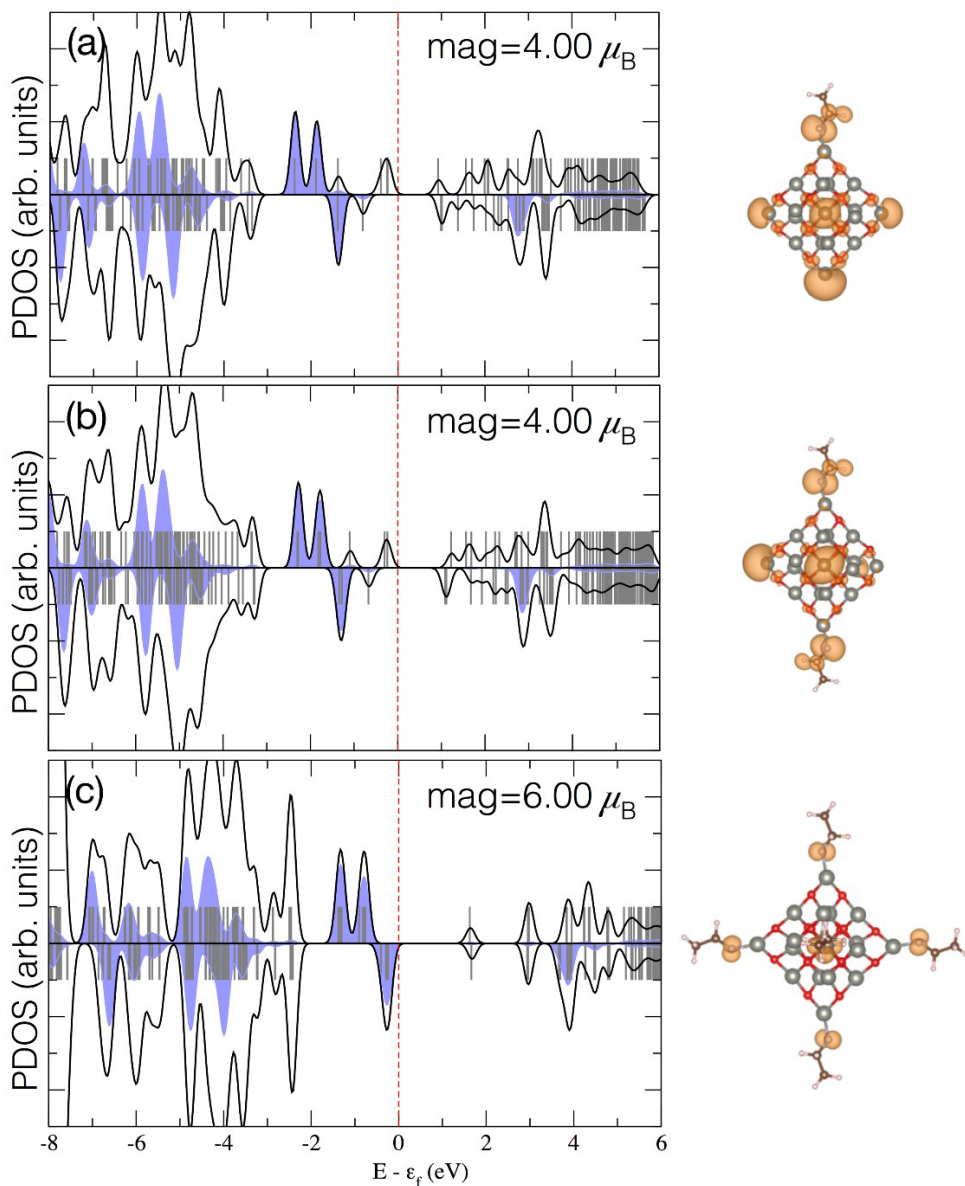 (a) mag=4.00 μB
PDOS (arb. units)
(b) mag=4.00 μB
PDOS (arb. units)
(c) mag=6.00 μB
PDOS (arb. units)
-8 -6 -4 -2 0 2 4 6
E - εf (eV)